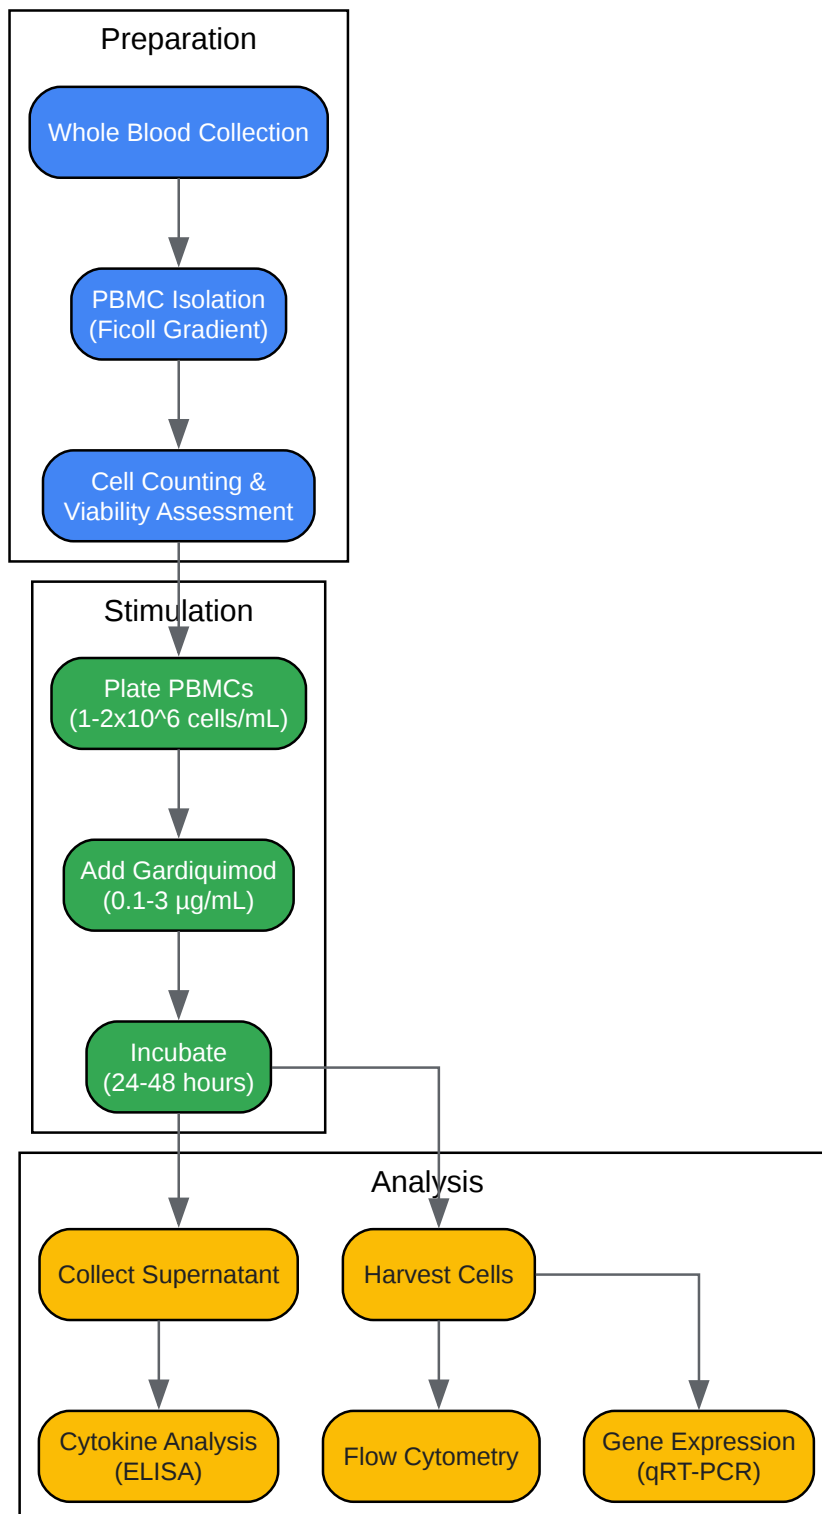 Preparation
Whole Blood Collection
PBMC Isolation
(Ficoll Gradient)
Cell Counting &
Viability Assessment
Stimulation
Plate PBMCs
(1-2x10^6 cells/mL)
Add Gardiquimod
(0.1-3 µg/mL)
Incubate
(24-48 hours)
Analysis
Collect Supernatant
Harvest Cells
Cytokine Analysis
(ELISA)
Flow Cytometry
Gene Expression
(qRT-PCR)